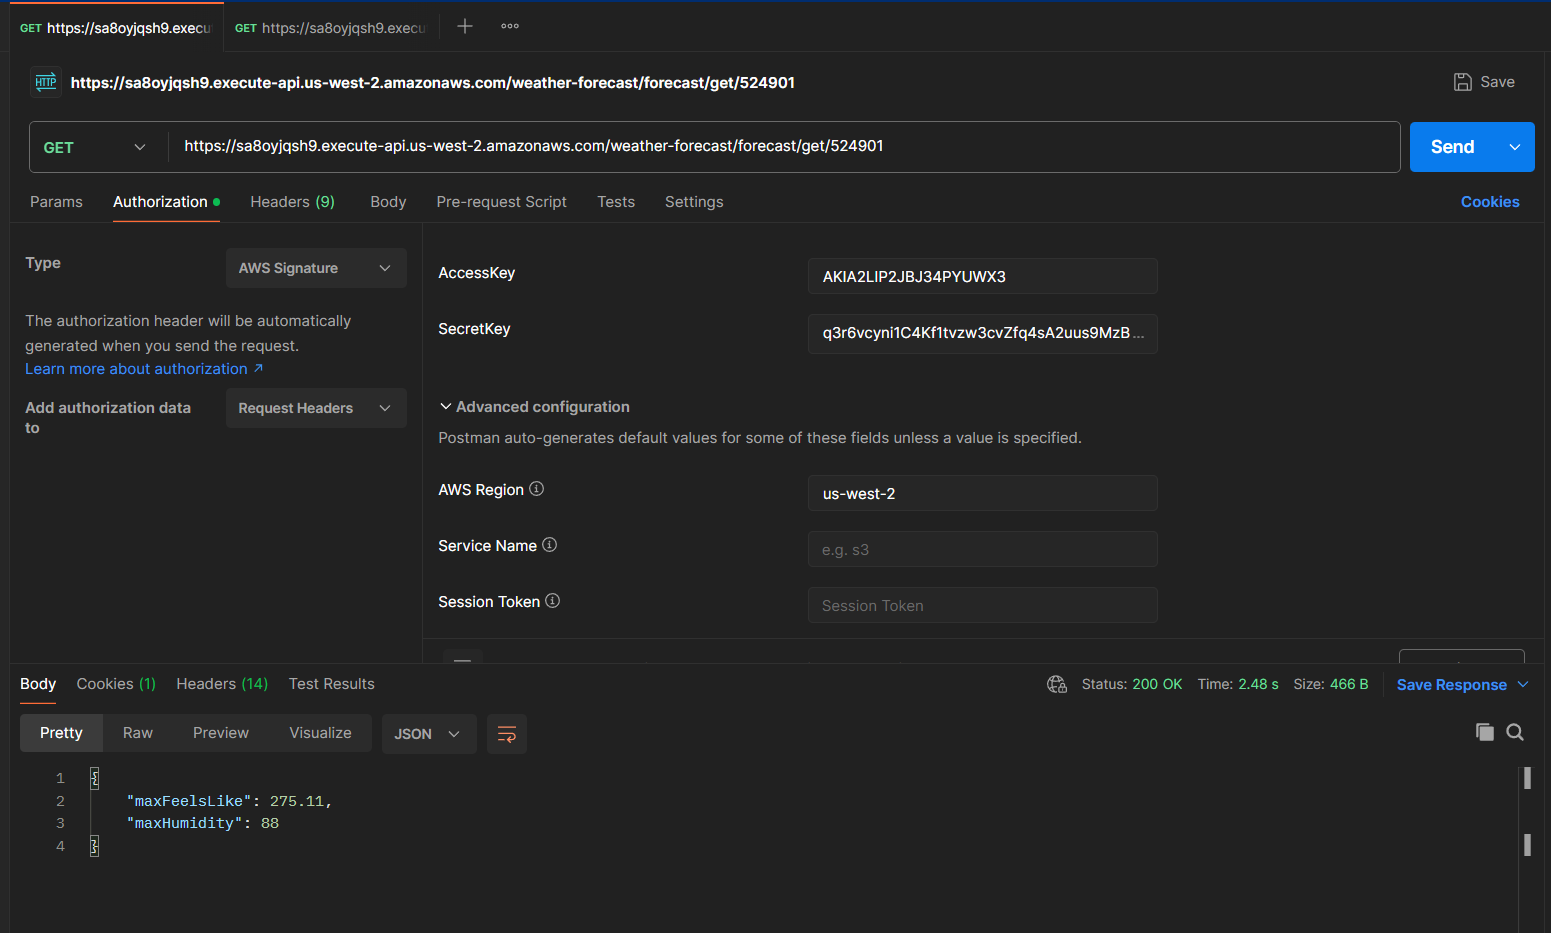 GET https://sa8oyjqsh9.execu GET https://sa8oyjqsh9.execu
HTTP https://sa8oyjqsh9.execute-api.us-west-2.amazonaws.com/weather-forecast/forecast/get/524901 Save
GET https://sa8oyjqsh9.execute-api.us-west-2.amazonaws.com/weather-forecast/forecast/get/524901 Send
Params Authorization Headers (9) Body Pre-request Script Tests Settings Cookies
Type AWS Signature
The authorization header will be automatically
generated when you send the request.
Learn more about authorization ↗
Add authorization data
to
Request Headers
AccessKey AKIA2LIP2JBJ34PYUWX3
SecretKey q3r6vcyni1C4Kf1tvzw3cvZfq4sA2uus9MzB...
Advanced configuration
Postman auto-generates default values for some of these fields unless a value is specified.
AWS Region us-west-2
Service Name e.g. s3
Session Token Session Token
Body Cookies (1) Headers (14) Test Results Status: 200 OK Time: 2.48 s Size: 466 B Save Response
Pretty Raw Preview Visualize JSON
1 {
2 "maxFeelsLike": 275.11,
3 "maxHumidity": 88
4 }